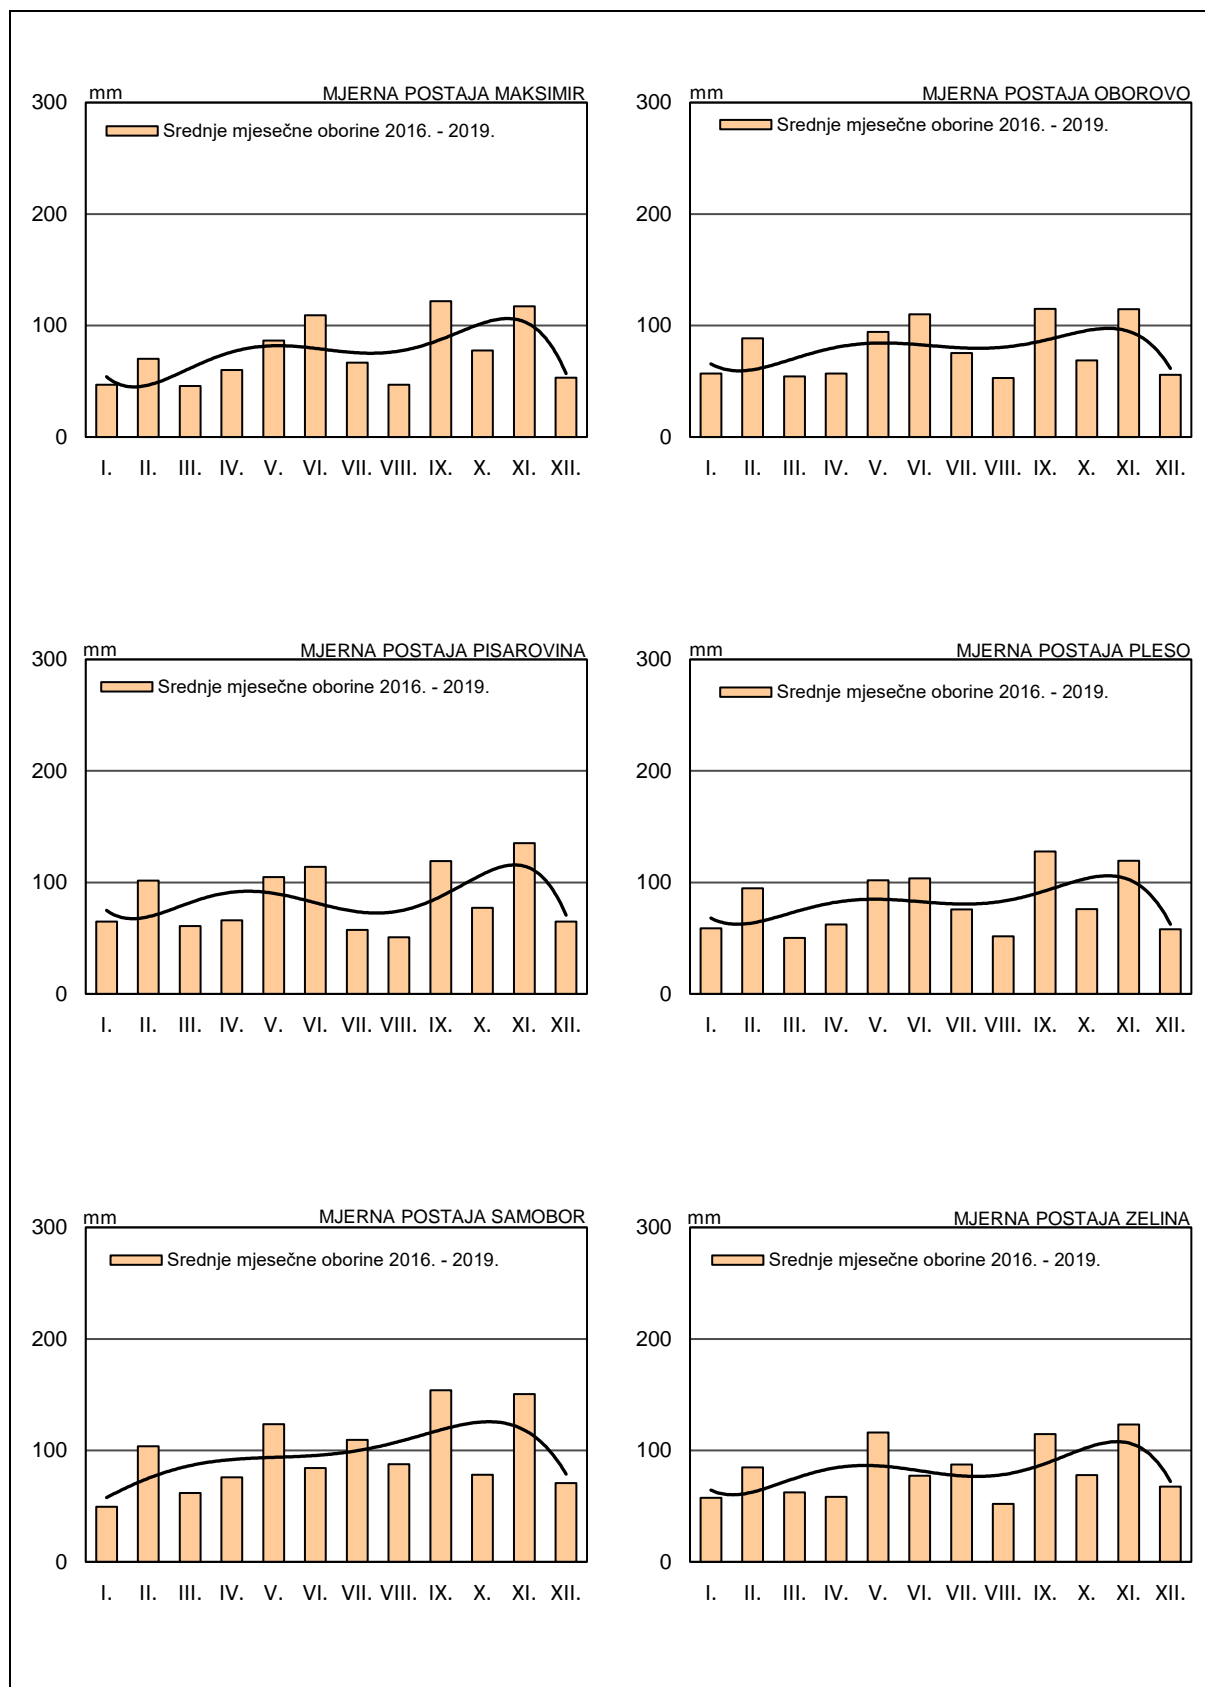 mm MJERNA POSTAJA MAKSIMIR
300
Srednje mjesečne oborine 2016. - 2019.
200
100
0
I. II. III. IV. V. VI. VII. VIII. IX. X. XI. XII.
mm MJERNA POSTAJA OBOROVO
300
Srednje mjesečne oborine 2016. - 2019.
200
100
0
I. II. III. IV. V. VI. VII. VIII. IX. X. XI. XII.
mm MJERNA POSTAJA PISAROVINA
300
Srednje mjesečne oborine 2016. - 2019.
200
100
0
I. II. III. IV. V. VI. VII. VIII. IX. X. XI. XII.
mm MJERNA POSTAJA PLESO
300
Srednje mjesečne oborine 2016. - 2019.
200
100
0
I. II. III. IV. V. VI. VII. VIII. IX. X. XI. XII.
mm MJERNA POSTAJA SAMOBOR
300
Srednje mjesečne oborine 2016. - 2019.
200
100
0
I. II. III. IV. V. VI. VII. VIII. IX. X. XI. XII.
mm MJERNA POSTAJA ZELINA
300
Srednje mjesečne oborine 2016. - 2019.
200
100
0
I. II. III. IV. V. VI. VII. VIII. IX. X. XI. XII.